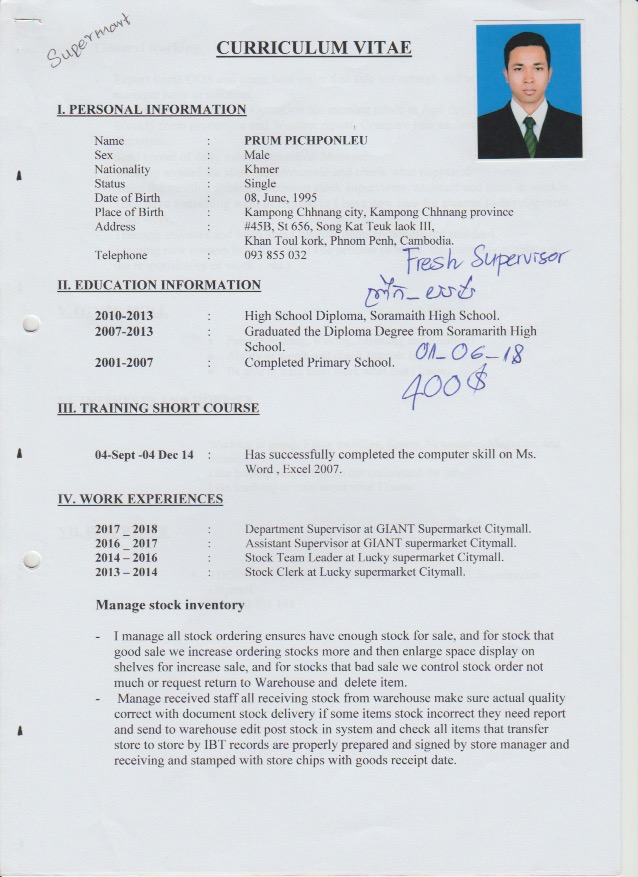 Supermart
CURRICULUM VITAE
I. PERSONAL INFORMATION
Name : PRUM PICHPONLEU
Sex : Male
Nationality : Khmer
Status : Single
Date of Birth : 08, June, 1995
Place of Birth : Kampong Chhnang city, Kampong Chhnang province
Address : #45B, St 656, Song Kat Teuk laok III,
Khan Toul kork, Phnom Penh, Cambodia.
Telephone : 093 855 032
Fresh Supervisor
II. EDUCATION INFORMATION
2010-2013 : High School Diploma, Soramaith High School.
2007-2013 : Graduated the Diploma Degree from Soramarith High
School.
01-06-18
2001-2007 : Completed Primary School.
400$
III. TRAINING SHORT COURSE
04-Sept -04 Dec 14 : Has successfully completed the computer skill on Ms.
Word , Excel 2007.
IV. WORK EXPERIENCES
2017 _ 2018 : Department Supervisor at GIANT Supermarket Citymall.
2016 _ 2017 : Assistant Supervisor at GIANT supermarket Citymall.
2014 – 2016 : Stock Team Leader at Lucky supermarket Citymall.
2013 – 2014 : Stock Clerk at Lucky supermarket Citymall.
Manage stock inventory
- I manage all stock ordering ensures have enough stock for sale, and for stock that
good sale we increase ordering stocks more and then enlarge space display on
shelves for increase sale, and for stocks that bad sale we control stock order not
much or request return to Warehouse and delete item.
- Manage received staff all receiving stock from warehouse make sure actual quality
correct with document stock delivery if some items stock incorrect they need report
and send to warehouse edit post stock in system and check all items that transfer
store to store by IBT records are properly prepared and signed by store manager and
receiving and stamped with store chips with goods receipt date.